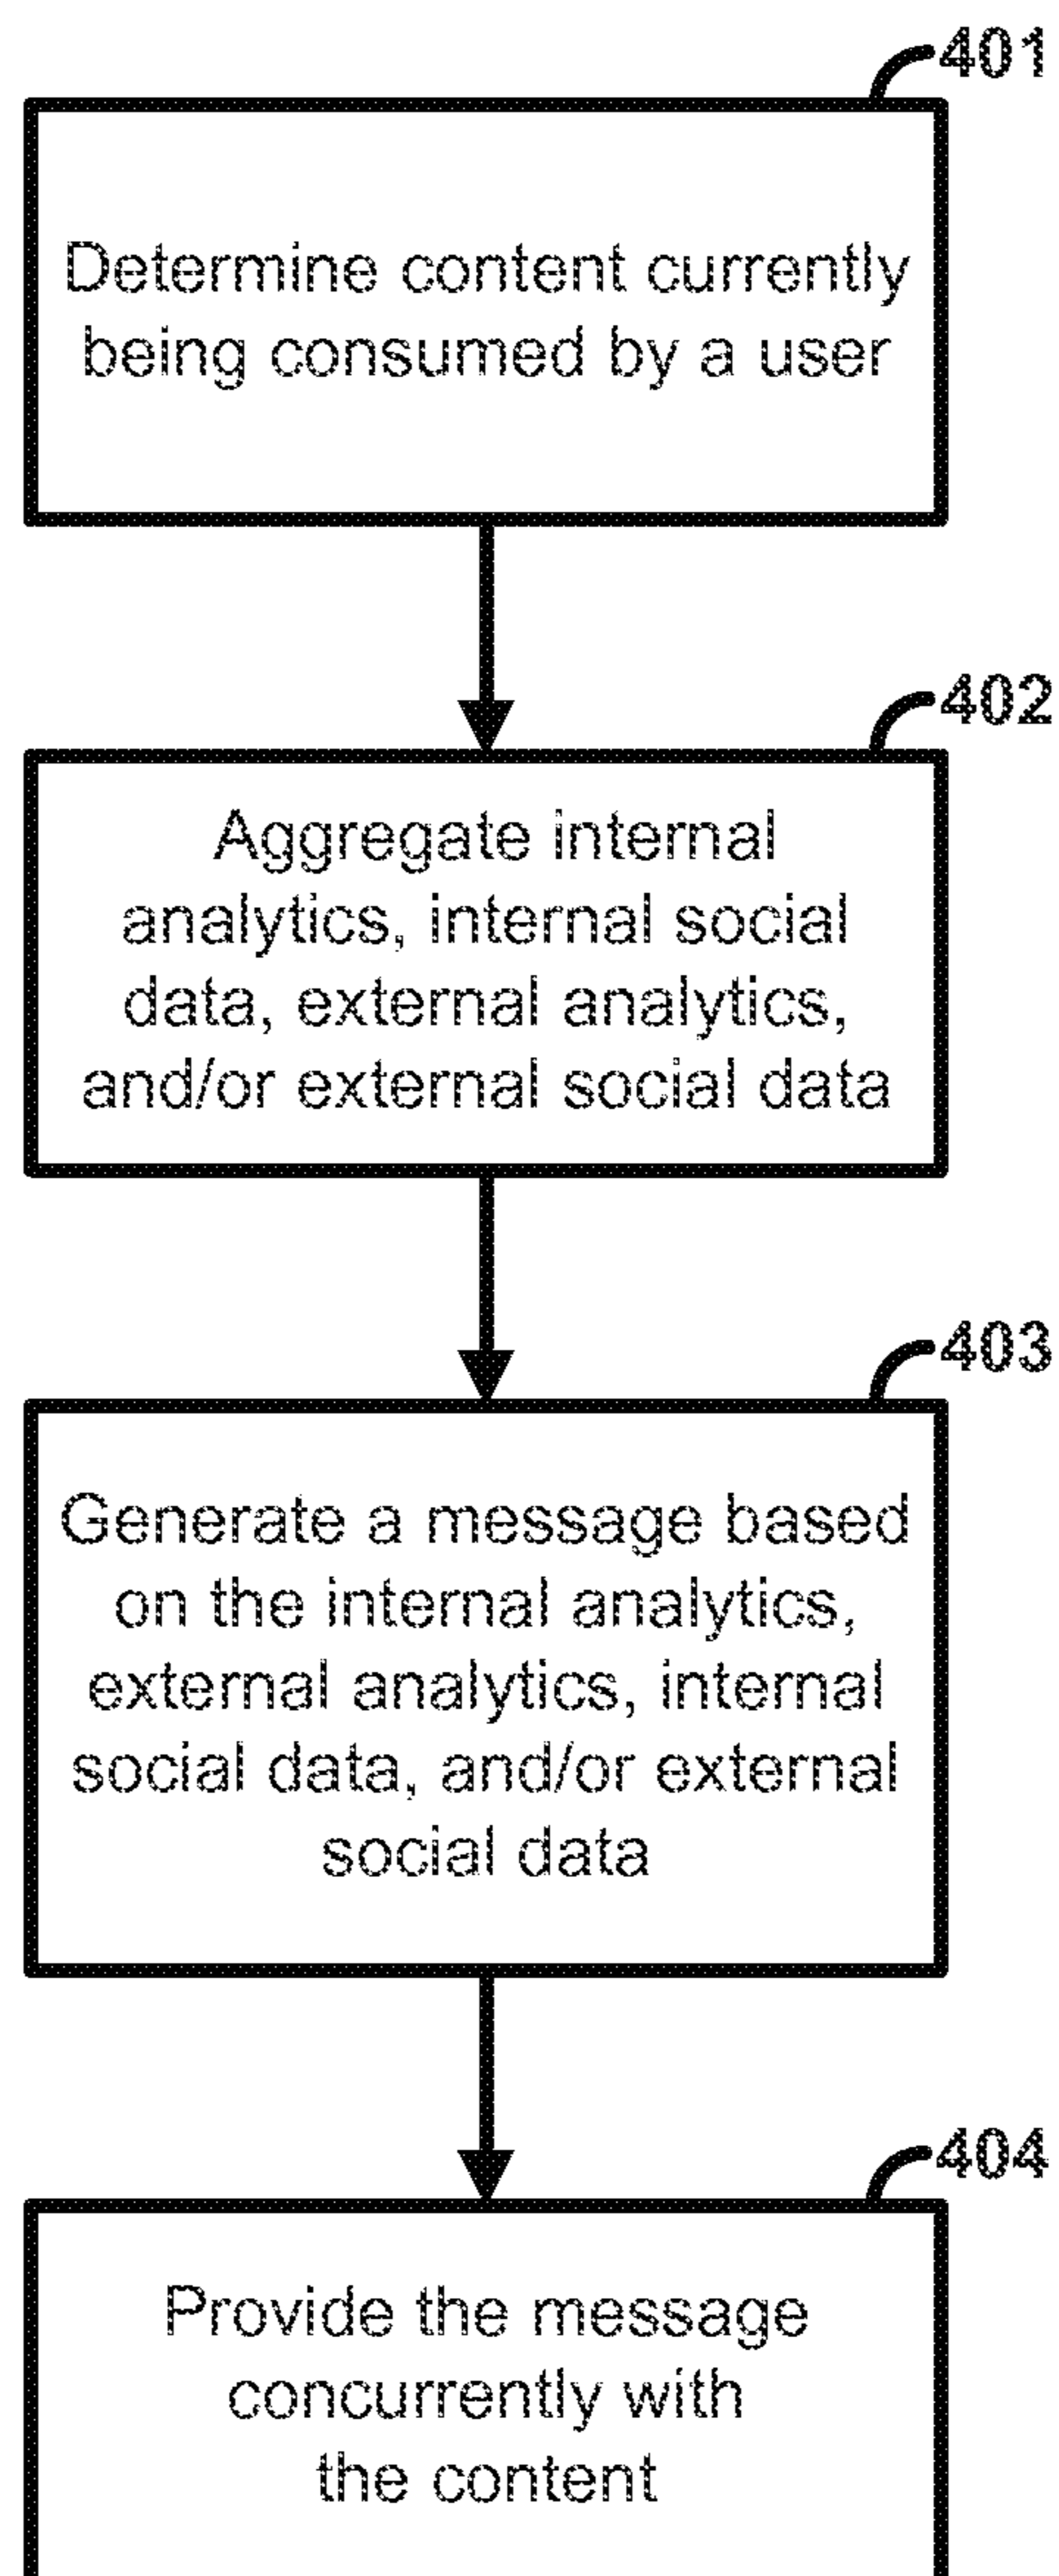 401
Determine content currently
being consumed by a user
402
Aggregate internal
analytics, internal social
data, external analytics,
and/or external social data
403
Generate a message based
on the internal analytics,
external analytics, internal
social data, and/or external
social data
404
Provide the message
concurrently with
the content